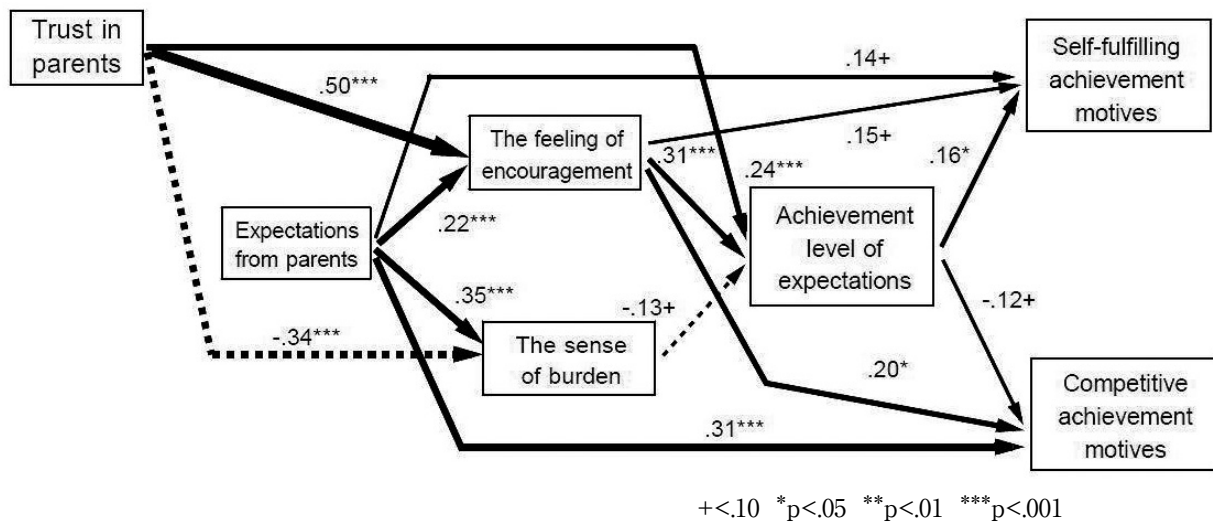 Trust in
parents
Self-fulfilling
achievement
motives
.14+
.50***
The feeling of
encouragement
.15+
.31***
.24***
.16*
Achievement
level of
expectations
Expectations
from parents
.22***
.35***
-.13+
-.12+
-.34***
The sense
of burden
.20*
Competitive
achievement
motives
.31***
+<.10 *p<.05 **p<.01 ***p<.001